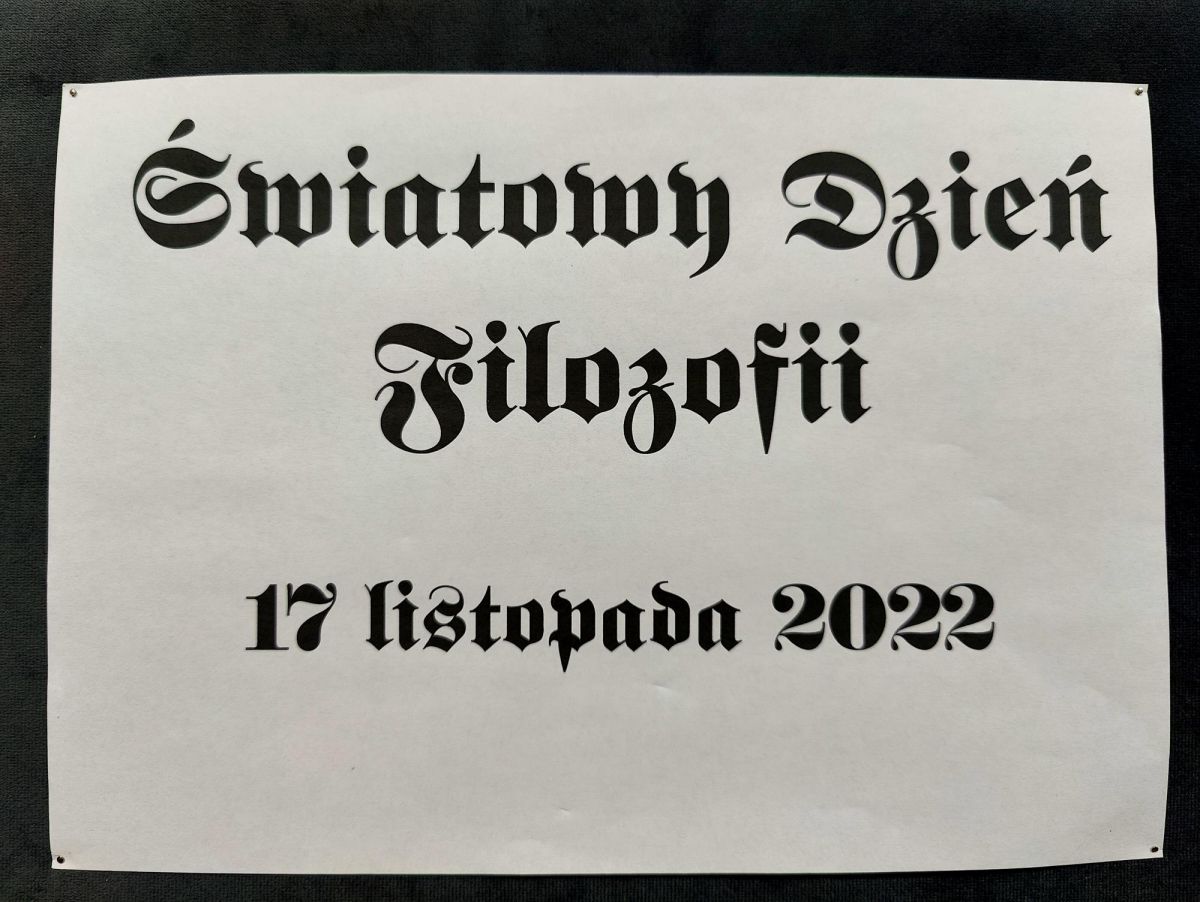 Światowy Dzień
Filozofii
17 listopada 2022